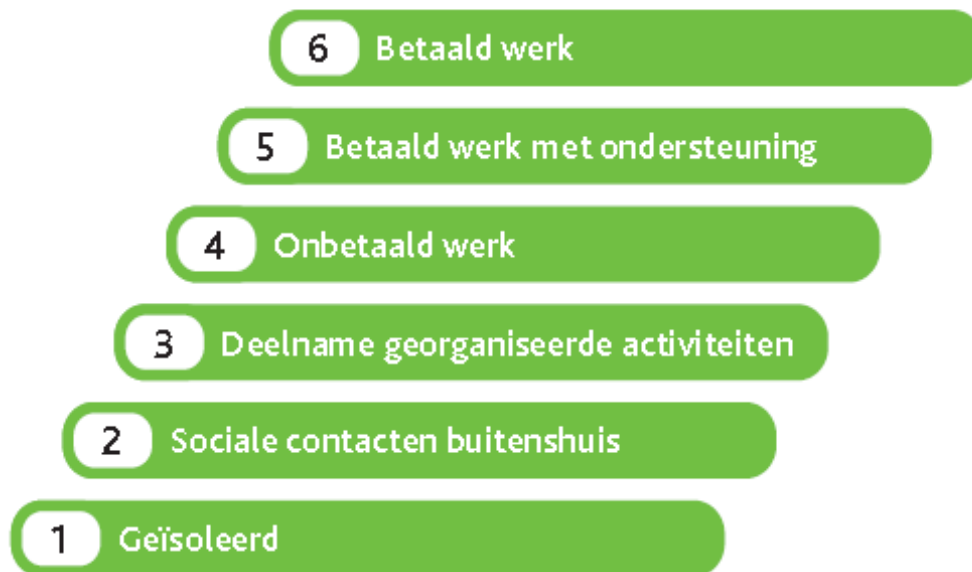 6 Betaald werk
5 Betaald werk met ondersteuning
4 Onbetaald werk
3 Deelname georganiseerde activiteiten
2 Sociale contacten buitenshuis
1 Geïsoleerd